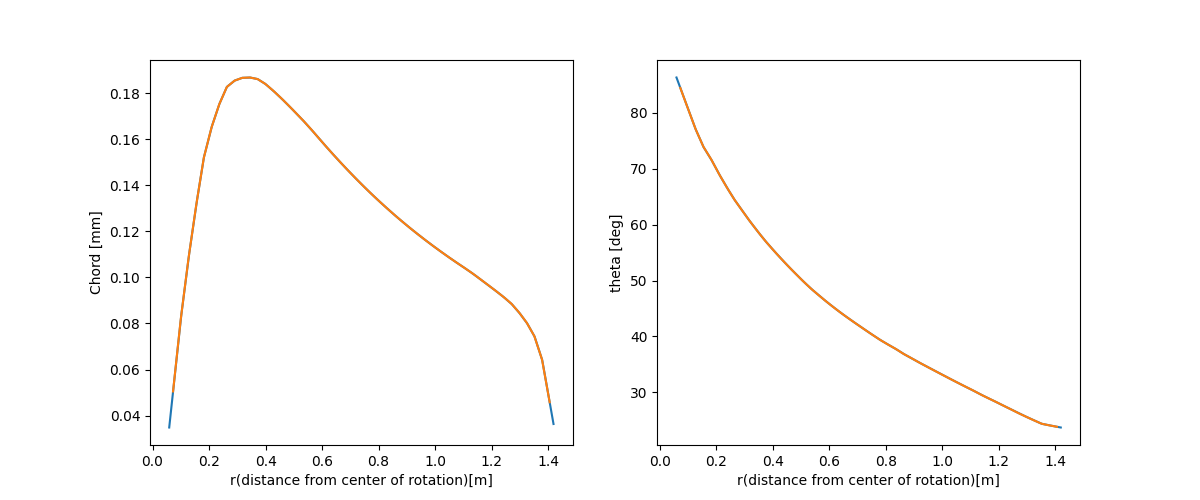 0.18
0.16
0.14
0.12
0.10
0.08
0.06
0.04
Chord [mm]
0.0 0.2 0.4 0.6 0.8 1.0 1.2 1.4
r(distance from center of rotation)[m]
80
70
60
50
40
30
theta [deg]
0.0 0.2 0.4 0.6 0.8 1.0 1.2 1.4
r(distance from center of rotation)[m]